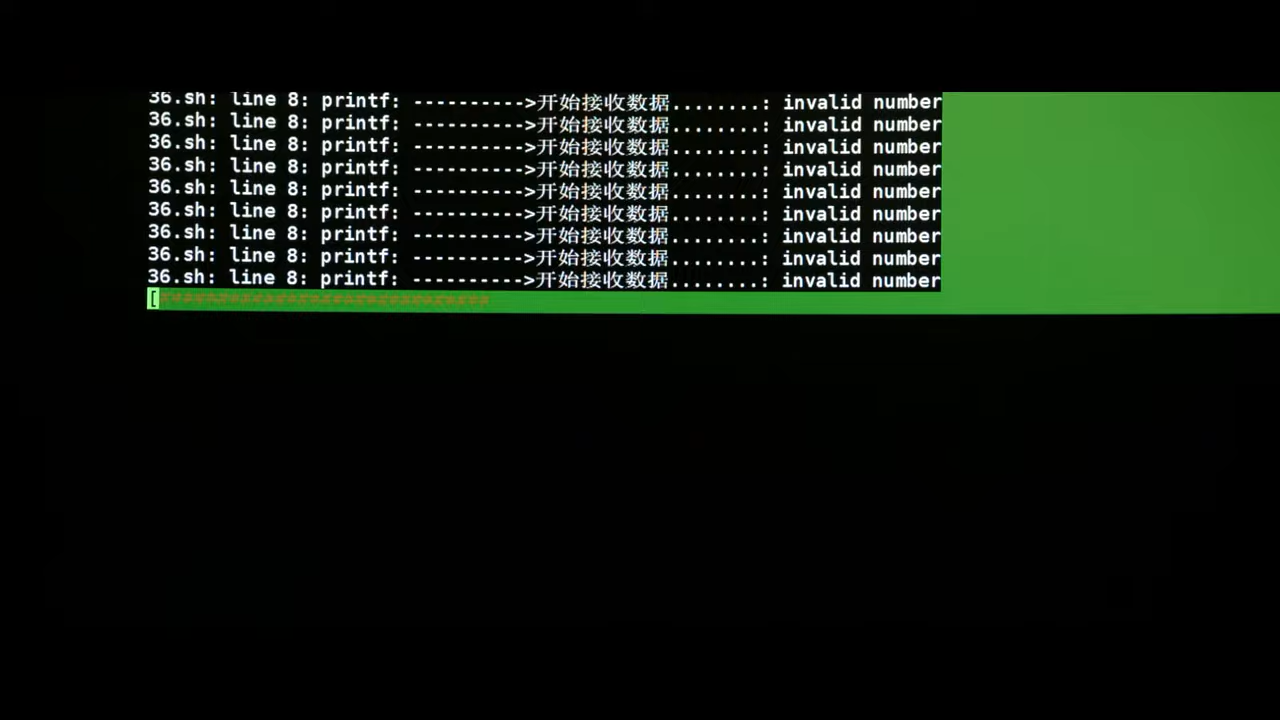 36.sh: line 8: printf: ---------->开始接收数据........: invalid number
36.sh: line 8: printf: ---------->开始接收数据........: invalid number
36.sh: line 8: printf: ---------->开始接收数据........: invalid number
36.sh: line 8: printf: ---------->开始接收数据........: invalid number
36.sh: line 8: printf: ---------->开始接收数据........: invalid number
36.sh: line 8: printf: ---------->开始接收数据........: invalid number
36.sh: line 8: printf: ---------->开始接收数据........: invalid number
36.sh: line 8: printf: ---------->开始接收数据........: invalid number
36.sh: line 8: printf: ---------->开始接收数据........: invalid number
[